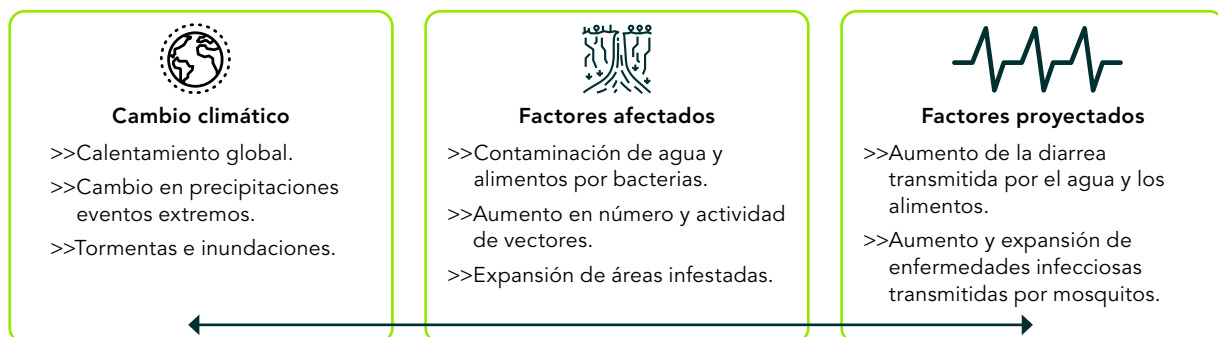 Cambio climático
>>Calentamiento global.
>>Cambio en precipitaciones
eventos extremos.
>>Tormentas e inundaciones.
Factores afectados
>>Contaminación de agua y
alimentos por bacterias.
>>Aumento en número y actividad
de vectores.
>>Expansión de áreas infestadas.
Factores proyectados
>>Aumento de la diarrea
transmitida por el agua y los
alimentos.
>>Aumento y expansión de
enfermedades infecciosas
transmitidas por mosquitos.